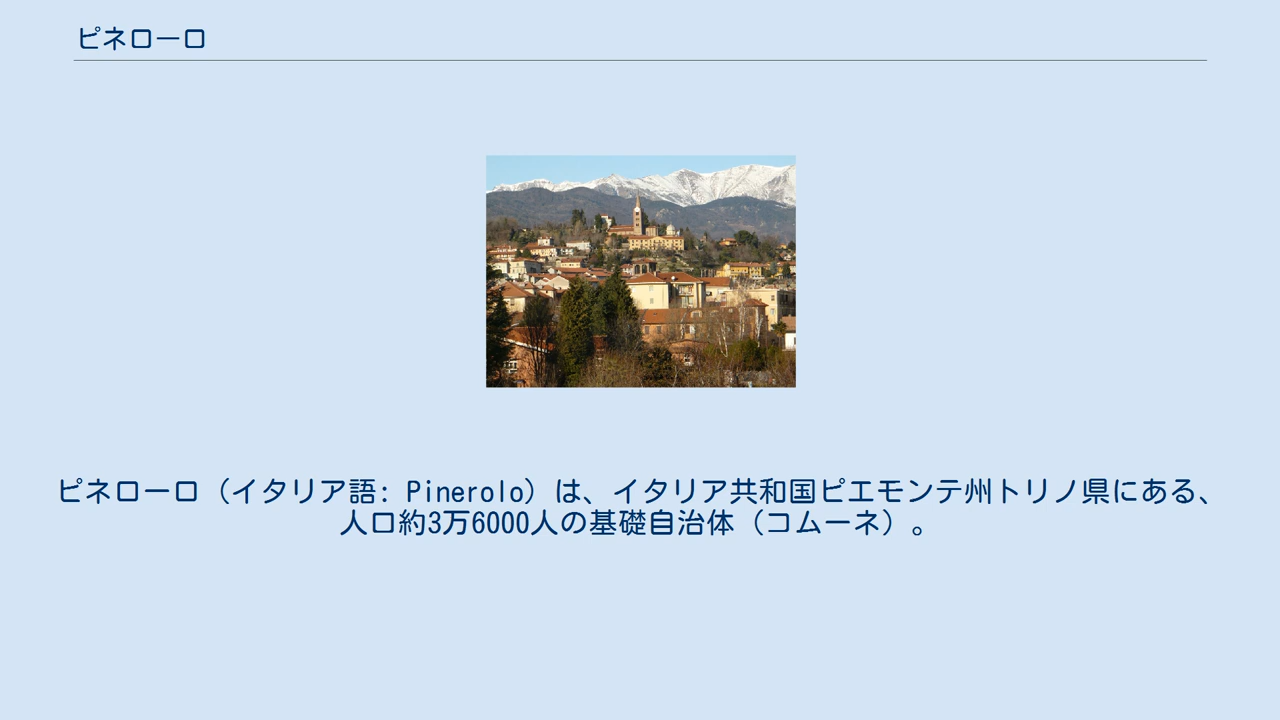 ピネローロ
ピネローロ（イタリア語: Pinerolo）は、イタリア共和国ピエモンテ州トリノ県にある、
人口約3万6000人の基礎自治体（コムーネ）。